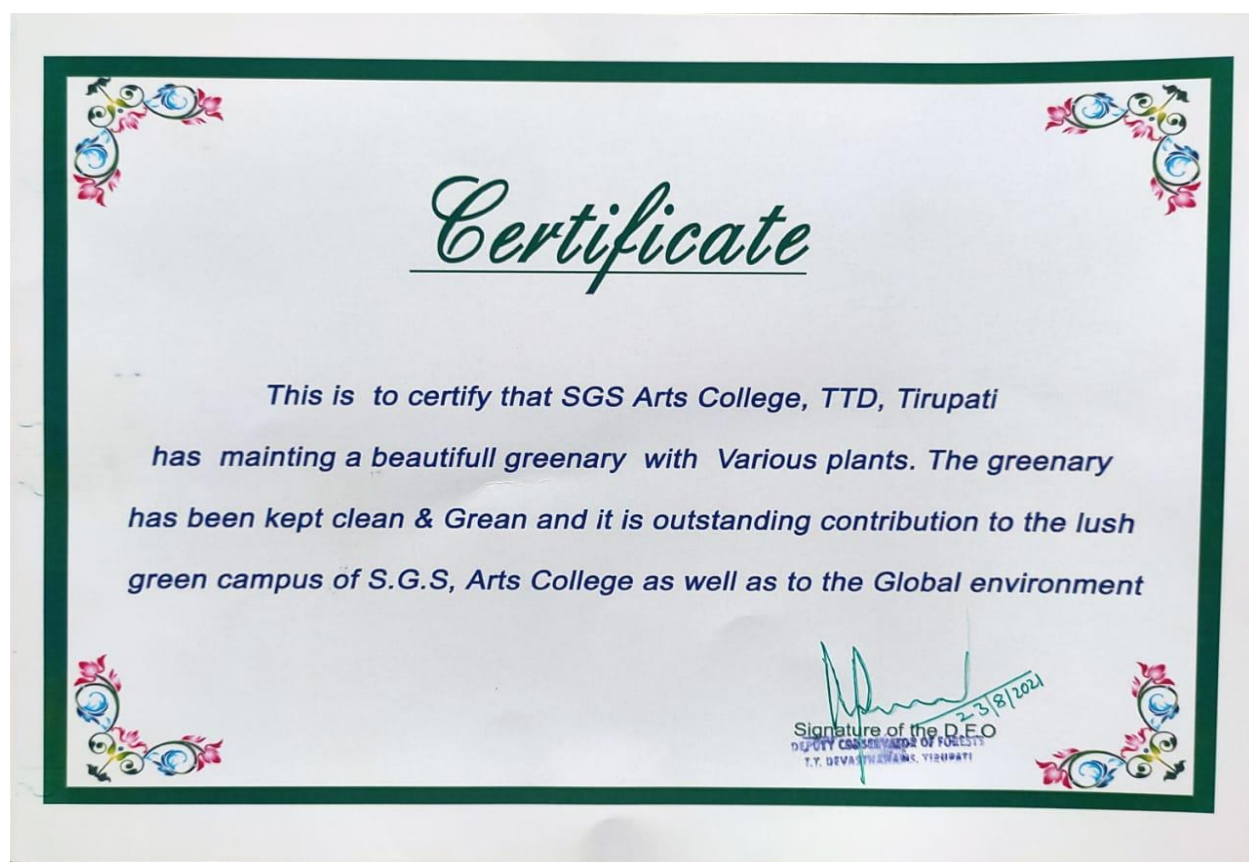 Certificate
This is to certify that SGS Arts College, TTD, Tirupati
has mainting a beautifull greenary with Various plants. The greenary
has been kept clean & Grean and it is outstanding contribution to the lush
green campus of S.G.S, Arts College as well as to the Global environment
23/8/2021
Signature of the D.F.O
DEPUTY CONSERVATOR OF FORESTS
T.T. DEVASTHANAMS, TIRUPATI